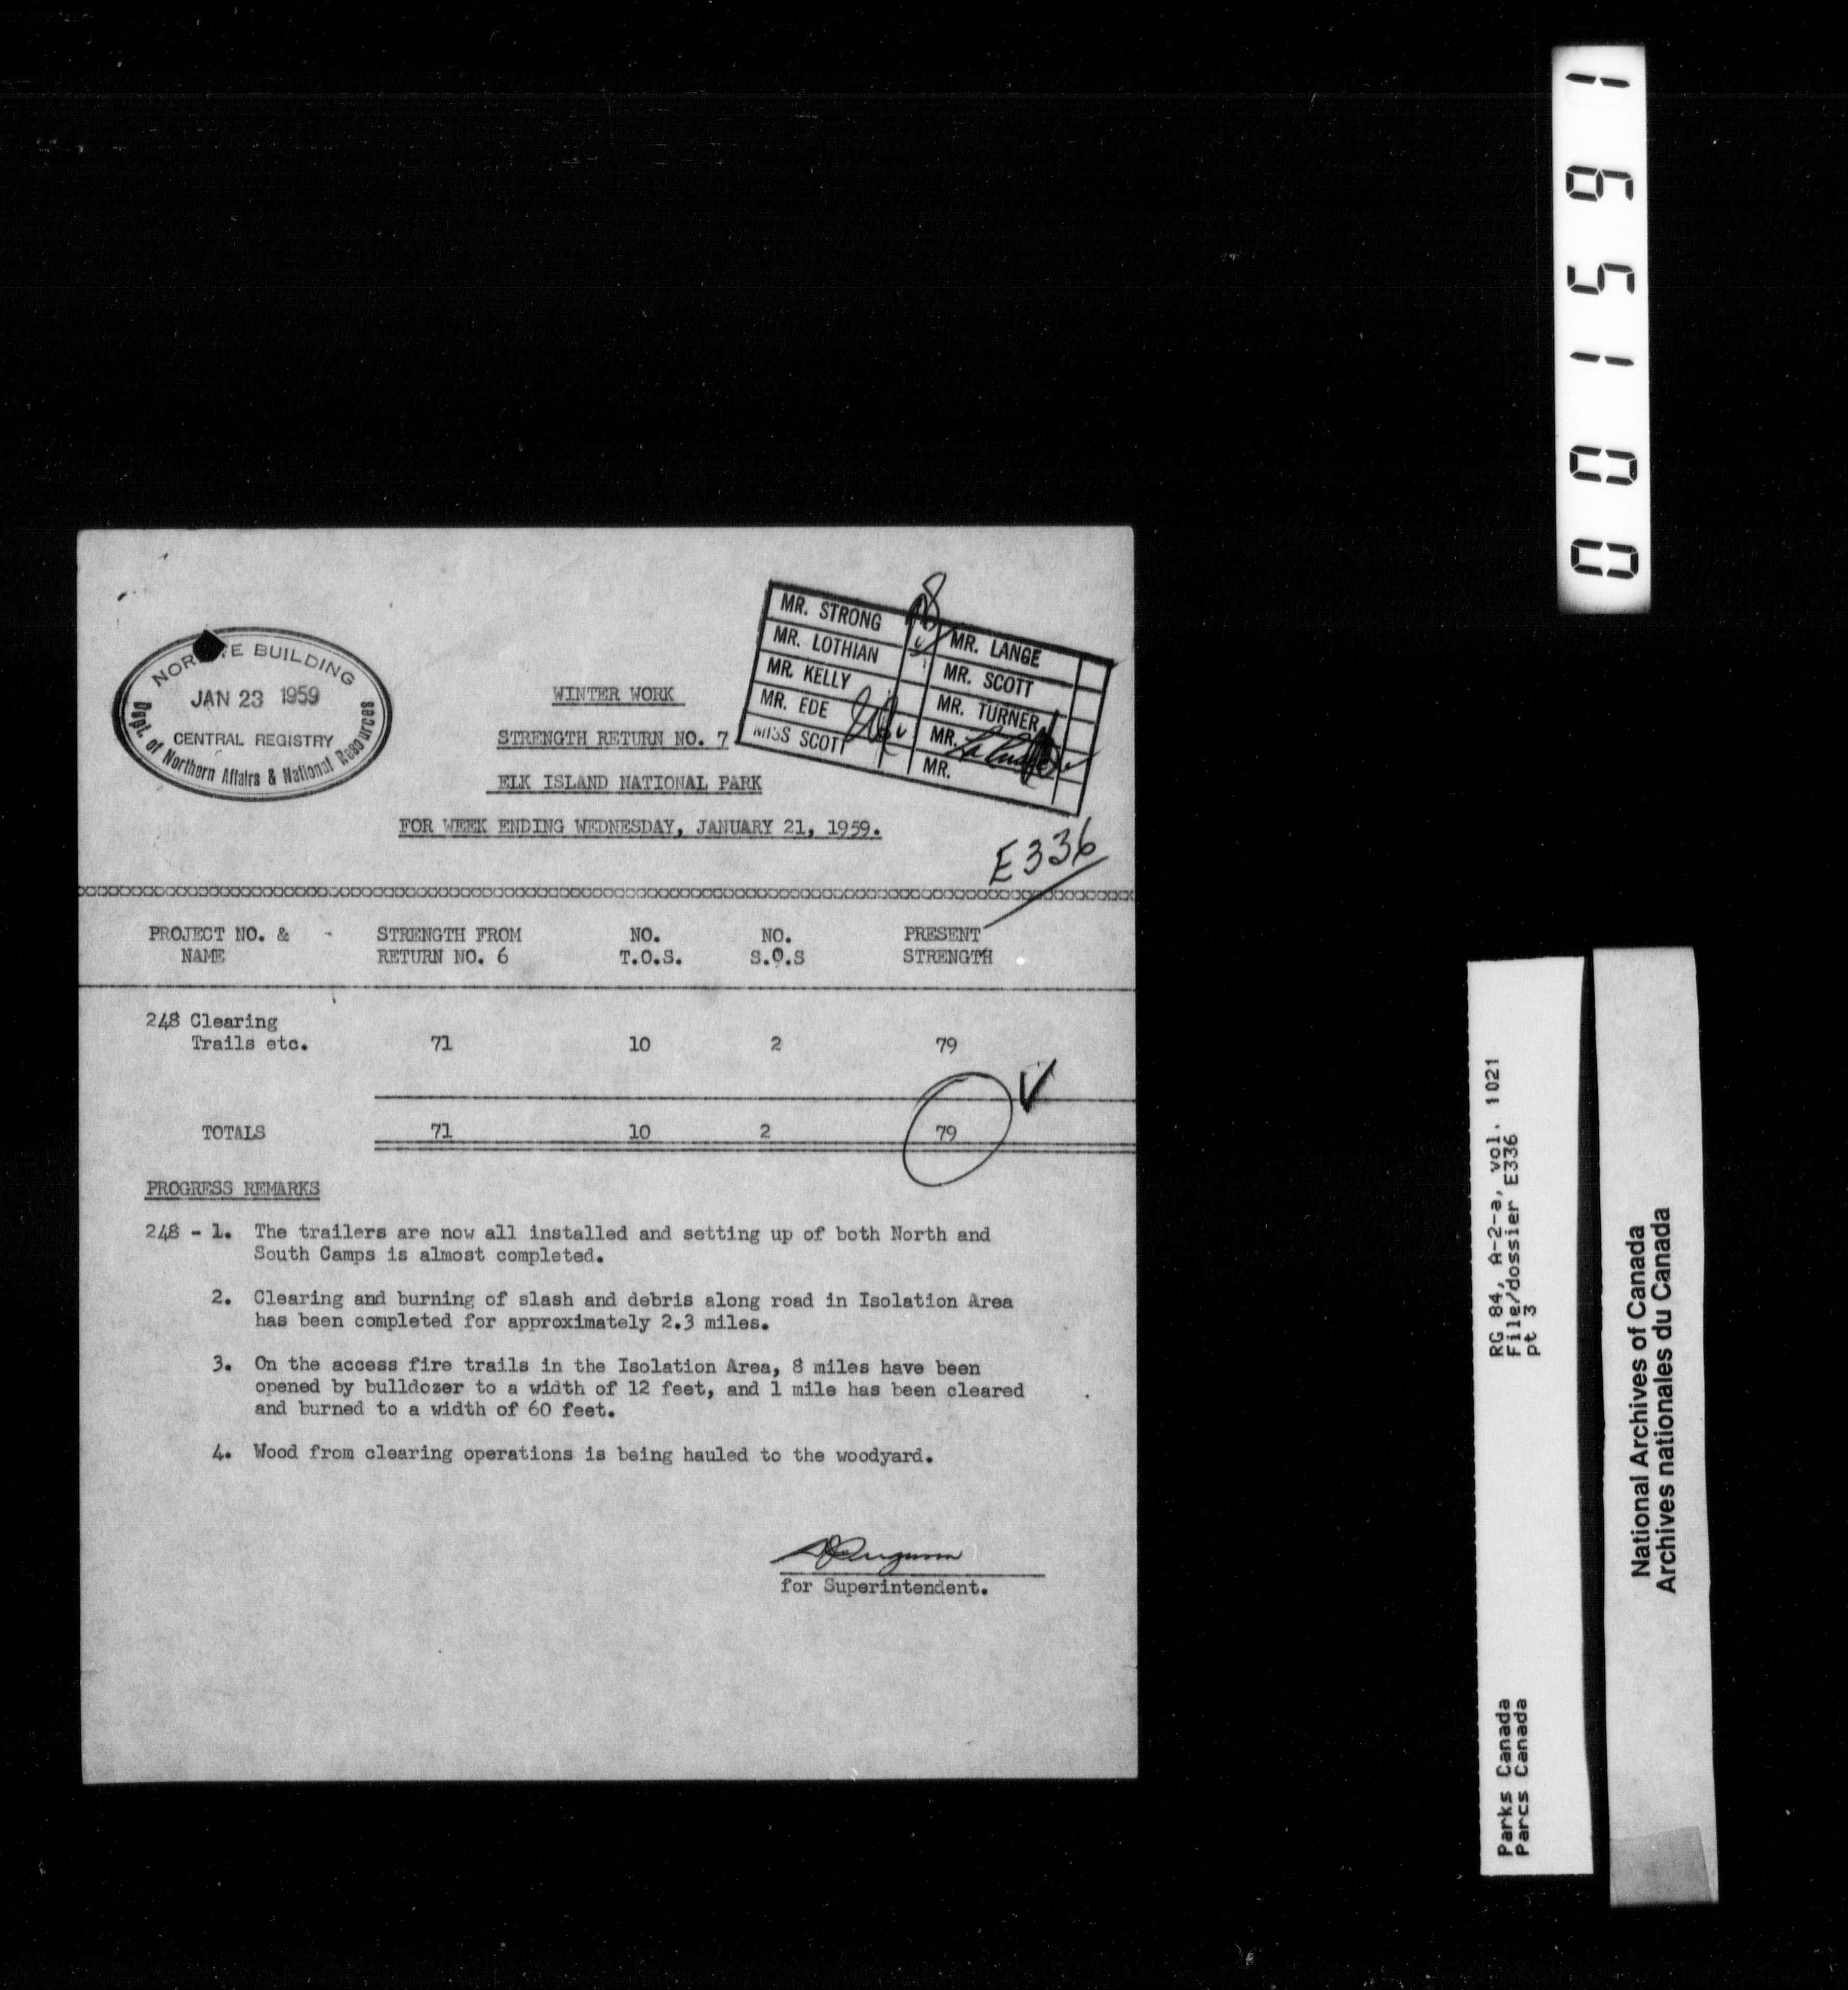 NOR E BUILDING
JAN 23 1959
CENTRAL REGISTRY
Dept. of Northern Affairs & National Resources
MR. STRONG
MR. LOTHIAN
MR. KELLY
MR. EDE
MISS SCOTT
MR. LANGE
MR. SCOTT
MR. TURNER
MR.
MR.
WINTER WORK
STRENGTH RETURN NO. 7
ELK ISLAND NATIONAL PARK
FOR WEEK ENDING WEDNESDAY, JANUARY 21, 1959.
E336
PROJECT NO. & STRENGTH FROM NO. NO. PRESENT
NAME RETURN NO. 6 T.O.S. S.O.S STRENGTH
248 Clearing
Trails etc. 71 10 2 79
TOTALS 71 10 2 79
PROGRESS REMARKS
248 - 1. The trailers are now all installed and setting up of both North and
South Camps is almost completed.
2. Clearing and burning of slash and debris along road in Isolation Area
has been completed for approximately 2.3 miles.
3. On the access fire trails in the Isolation Area, 8 miles have been
opened by bulldozer to a width of 12 feet, and 1 mile has been cleared
and burned to a width of 60 feet.
4. Wood from clearing operations is being hauled to the woodyard.
for Superintendent.
001591
RG 84, A-2-a, vol. 1021
File/dossier E336
pt 3
Parks Canada
Parcs Canada
National Archives of Canada
Archives nationales du Canada